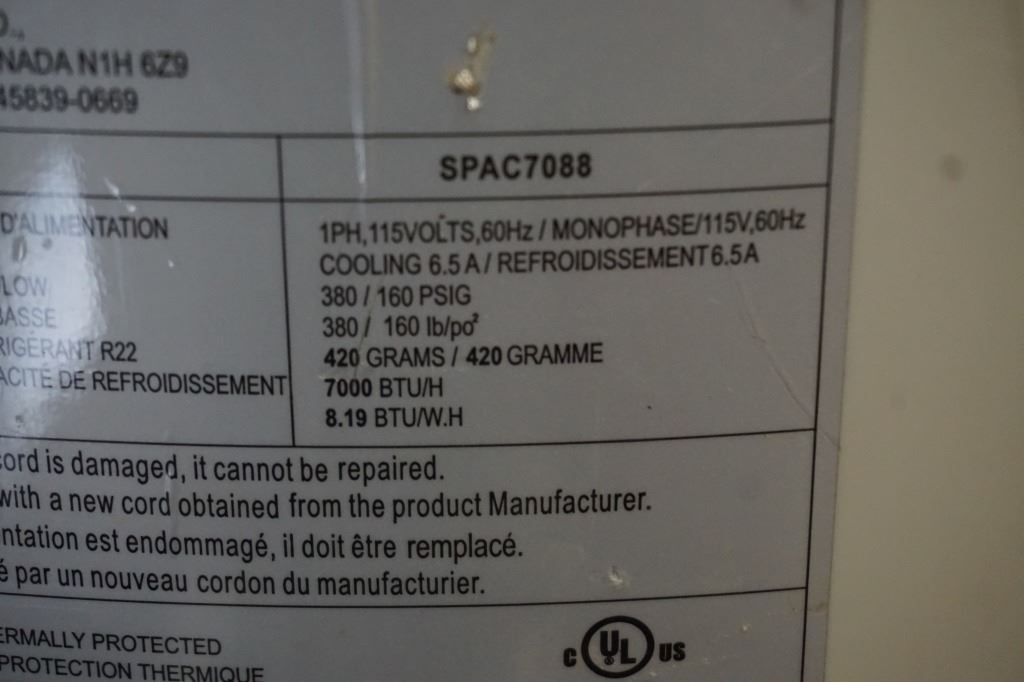 NADA N1H 6Z9
45839-0669
SPAC7088
D'ALIMENTATION
1PH,115VOLTS,60Hz / MONOPHASE/115V,60Hz
COOLING 6.5 A / REFROIDISSEMENT 6.5A
LOW
380 / 160 PSIG
BASSE
380 / 160 lb/po²
RIGÉRANT R22
420 GRAMS / 420 GRAMME
ACITÉ DE REFROIDISSEMENT
7000 BTU/H
8.19 BTU/W.H
cord is damaged, it cannot be repaired.
with a new cord obtained from the product Manufacturer.
ntation est endommagé, il doit être remplacé.
é par un nouveau cordon du manufacturier.
ERMALLY PROTECTED
PROTECTION THERMIQUE
C UL US